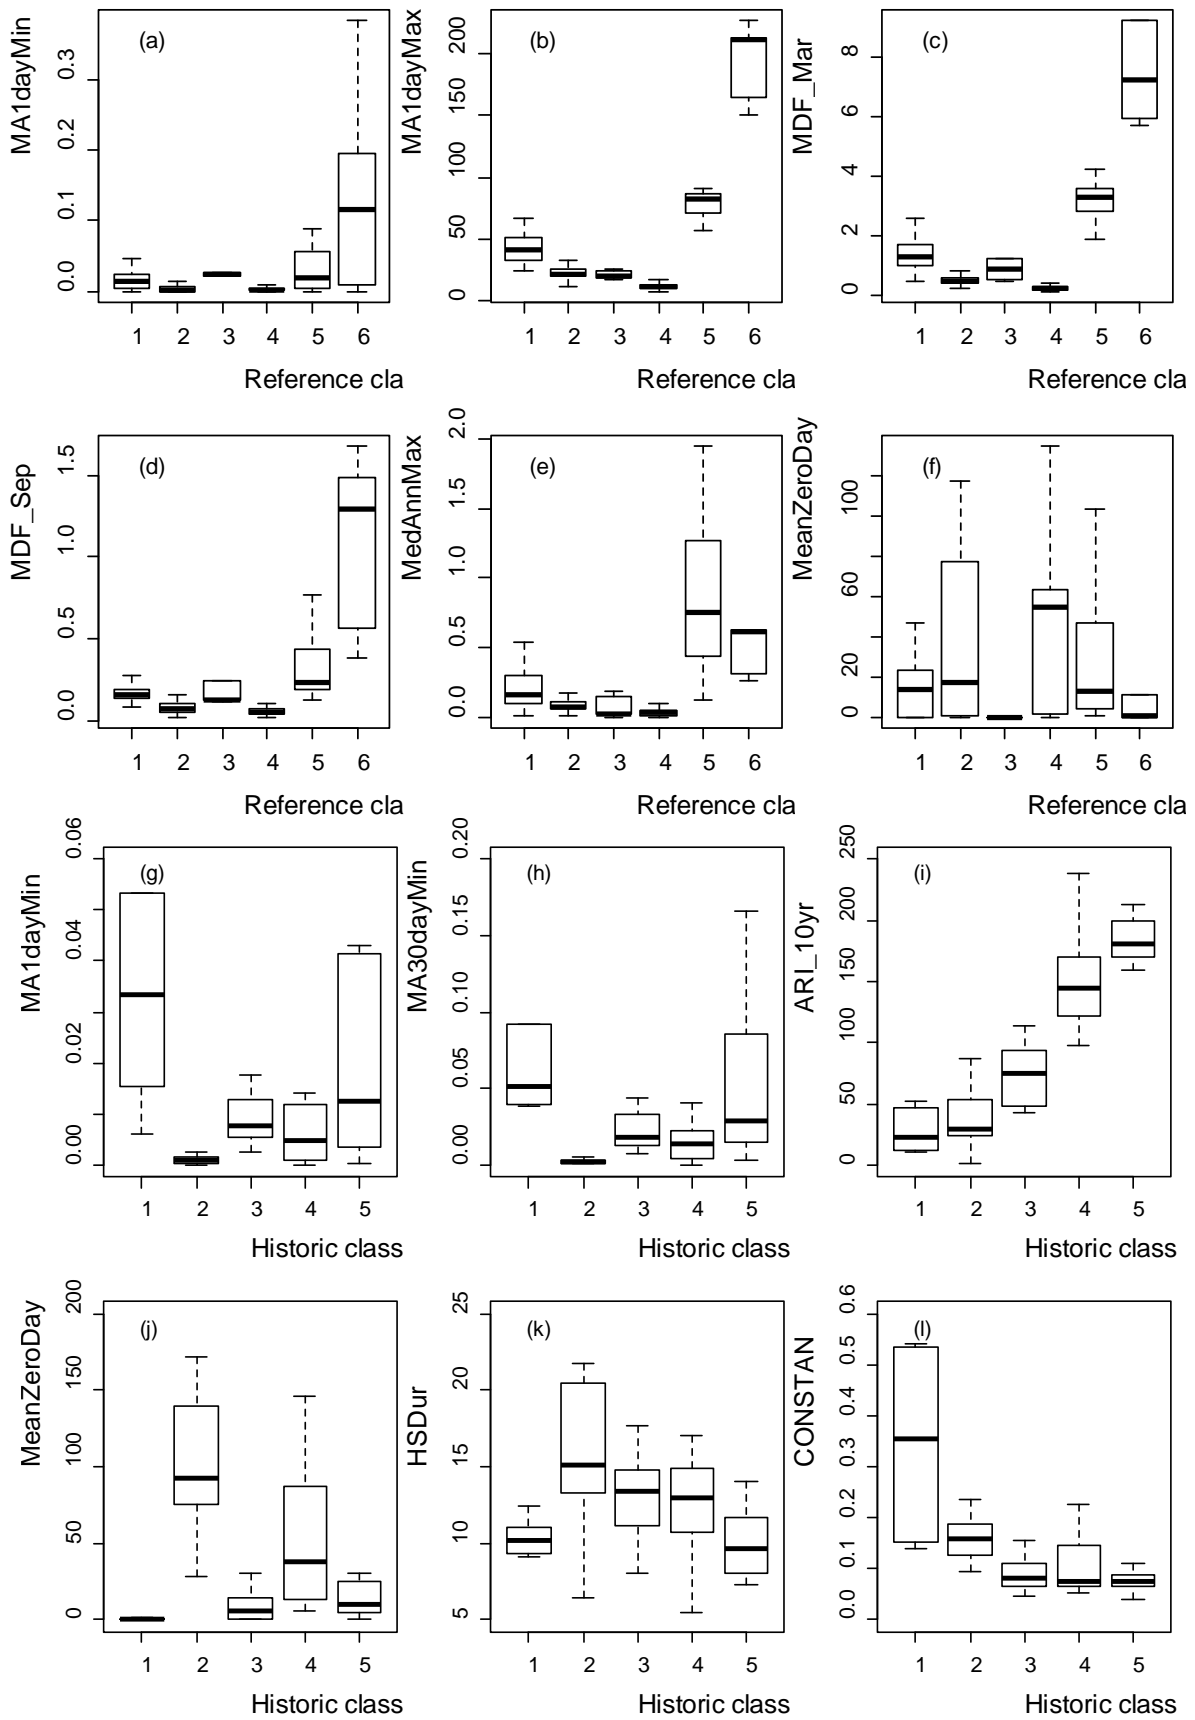 (a)
MA1dayMin
0.0 0.1 0.2 0.3
1 2 3 4 5 6
Reference cla
(b)
MA1dayMax
0 50 100 150 200
1 2 3 4 5 6
Reference cla
(c)
MDF_Mar
0 2 4 6 8
1 2 3 4 5 6
Reference cla
(d)
MDF_Sep
0.0 0.5 1.0 1.5
1 2 3 4 5 6
Reference cla
(e)
MedAnnMax
0.0 0.5 1.0 1.5 2.0
1 2 3 4 5 6
Reference cla
(f)
MeanZeroDay
0 20 60 100
1 2 3 4 5 6
Reference cla
(g)
MA1dayMin
0.00 0.02 0.04 0.06
1 2 3 4 5
Historic class
(h)
MA30dayMin
0.00 0.05 0.10 0.15 0.20
1 2 3 4 5
Historic class
(i)
ARI_10yr
0 50 100 150 200 250
1 2 3 4 5
Historic class
(j)
MeanZeroDay
0 50 100 150 200
1 2 3 4 5
Historic class
(k)
HSDur
5 10 15 20 25
1 2 3 4 5
Historic class
(l)
CONSTAN
0.0 0.1 0.2 0.3 0.4 0.5 0.6
1 2 3 4 5
Historic class